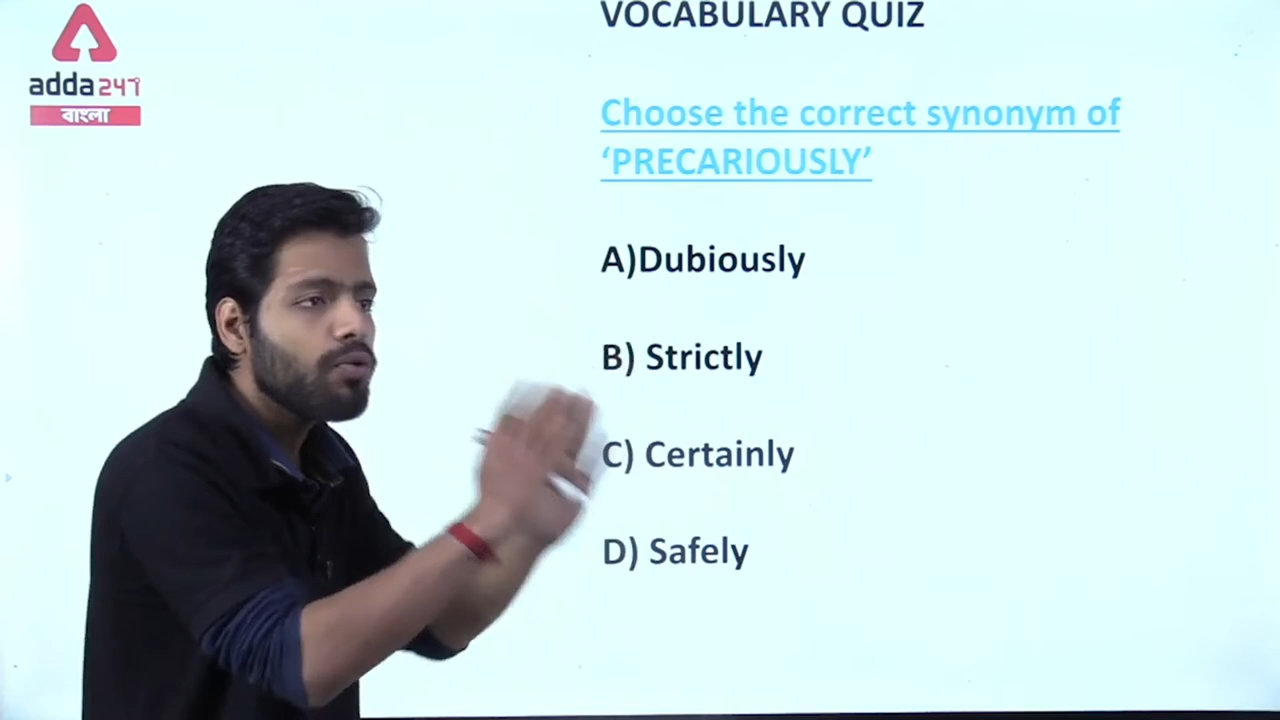 adda247
বাংলা
VOCABULARY QUIZ
Choose the correct synonym of
‘PRECARIOUSLY’
A)Dubiously
B) Strictly
C) Certainly
D) Safely